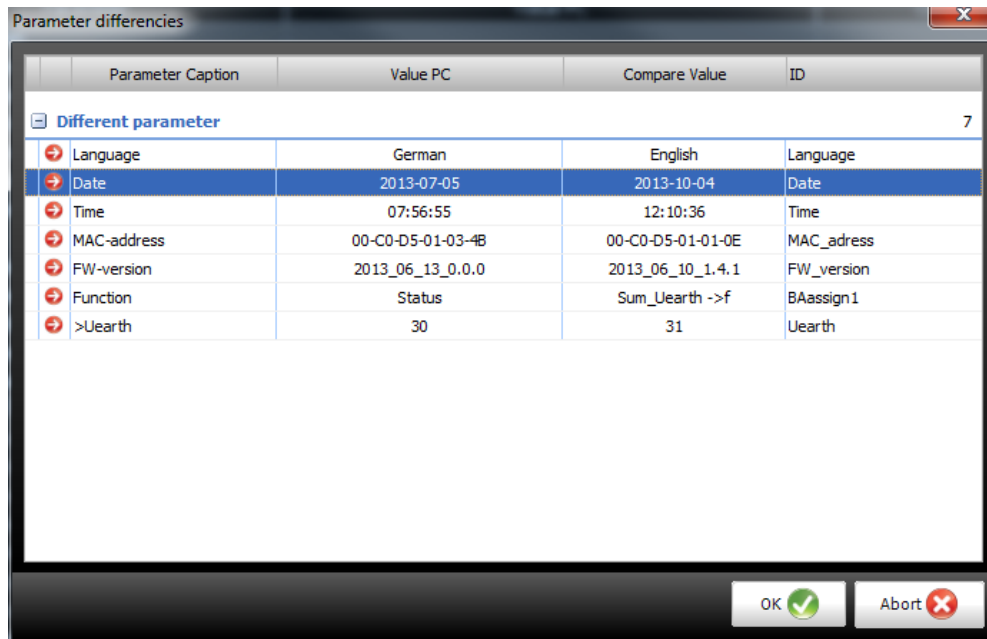 Parameter differencies
Parameter Caption Value PC Compare Value ID
Different parameter 7
Language German English Language
Date 2013-07-05 2013-10-04 Date
Time 07:56:55 12:10:36 Time
MAC-address 00-C0-D5-01-03-4B 00-C0-D5-01-01-0E MAC_adress
FW-version 2013_06_13_0.0.0 2013_06_10_1.4.1 FW_version
Function Status Sum_Uearth ->f BAassign1
>Uearth 30 31 Uearth
OK Abort